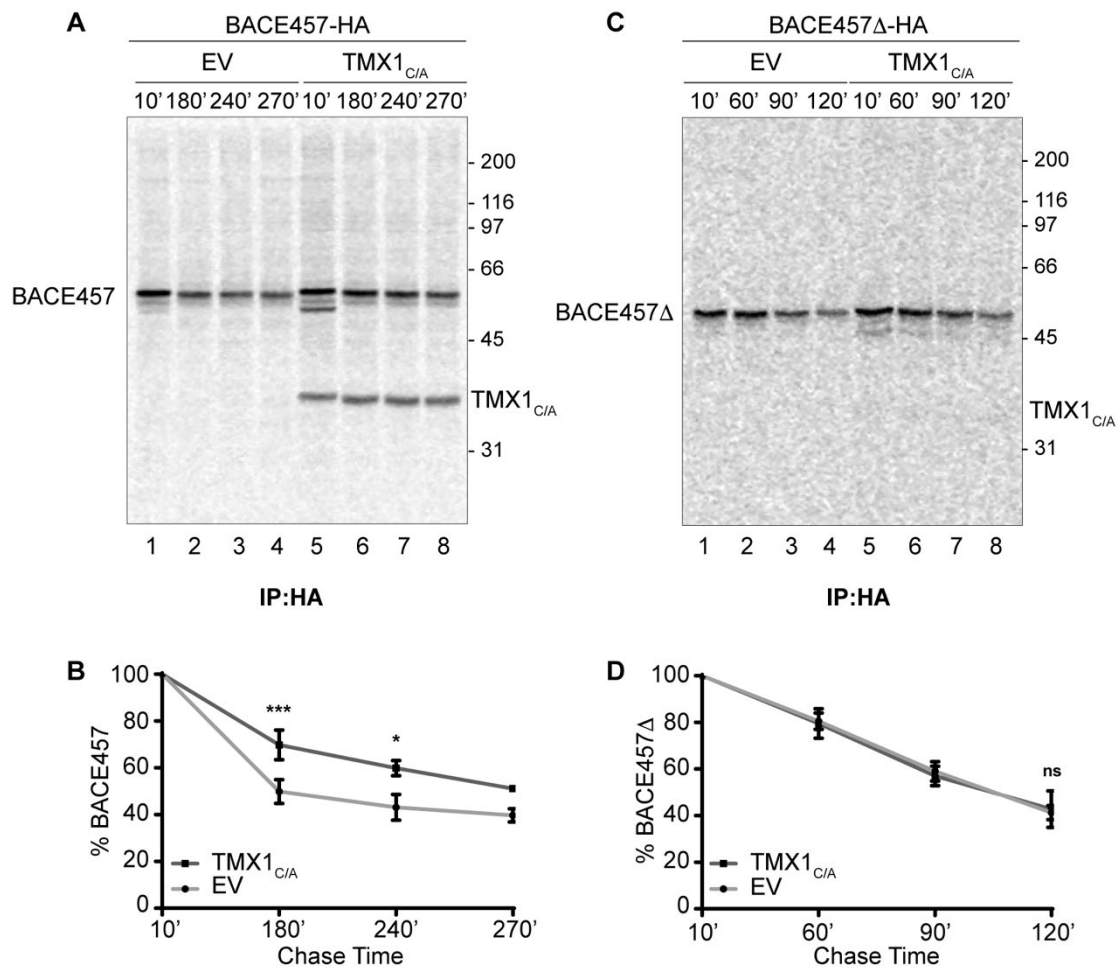 A
BACE457-HA
EV TMX1C/A
10’ 180’ 240’ 270’ 10’ 180’ 240’ 270’
- 200
- 116
- 97
- 66
BACE457
- 45
TMX1C/A
- 31
1 2 3 4 5 6 7 8
IP:HA
C
BACE457Δ-HA
EV TMX1C/A
10’ 60’ 90’ 120’ 10’ 60’ 90’ 120’
- 200
- 116
- 97
- 66
BACE457Δ
- 45
TMX1C/A
- 31
1 2 3 4 5 6 7 8
IP:HA
B
% BACE457
100
80
60
40
20
0
***
*
TMX1C/A
EV
10’ 180’ 240’ 270’
Chase Time
D
% BACE457Δ
100
80
60
40
20
0
ns
TMX1C/A
EV
10’ 60’ 90’ 120’
Chase Time